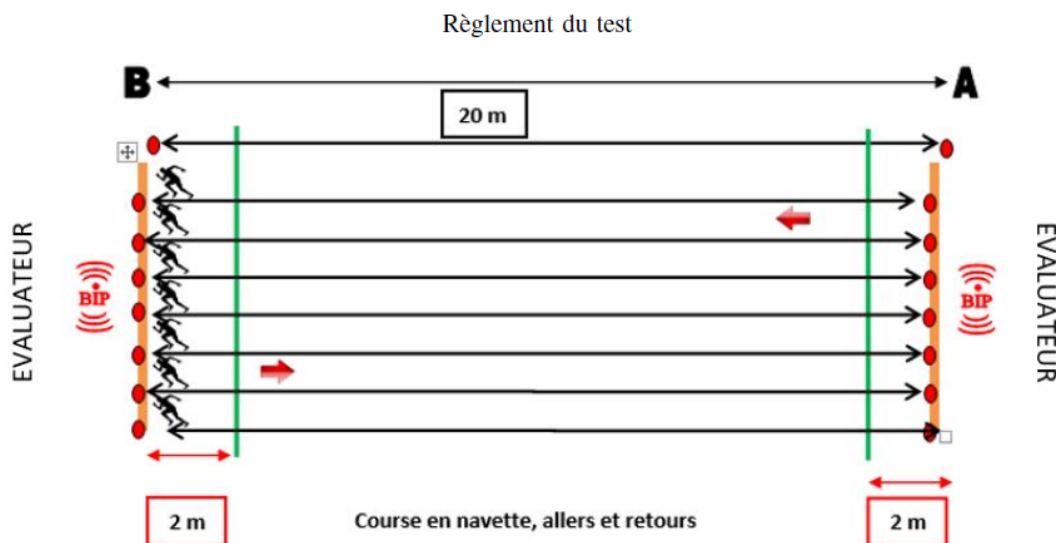 Règlement du test
B
A
20 m
EVALUATEUR
BIP
BIP
EVALUATEUR
2 m
Course en navette, allers et retours
2 m